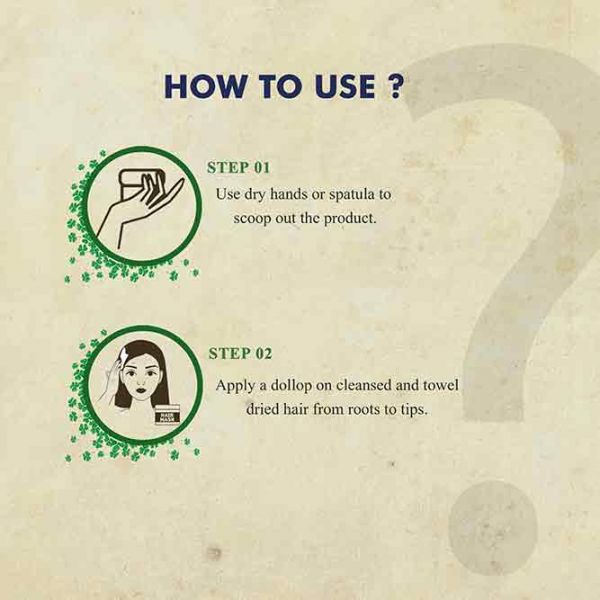 HOW TO USE ?
STEP 01
Use dry hands or spatula to
scoop out the product.
STEP 02
Apply a dollop on cleansed and towel
dried hair from roots to tips.
HAIR
MASK